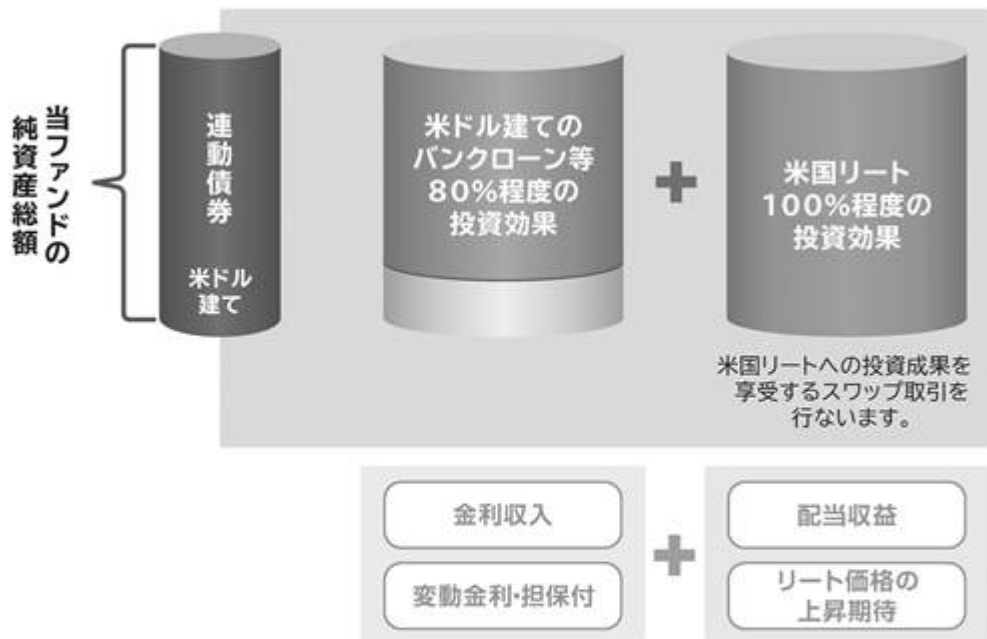 当ファンドの
純資産総額
連動債券
米ドル
建て
米ドル建ての
バンクローン等
80%程度の
投資効果
+
米国リート
100%程度の
投資効果
米国リートへの投資成果を
享受するスワップ取引を
行ないます。
金利収入
変動金利・担保付
+
配当収益
リート価格の
上昇期待